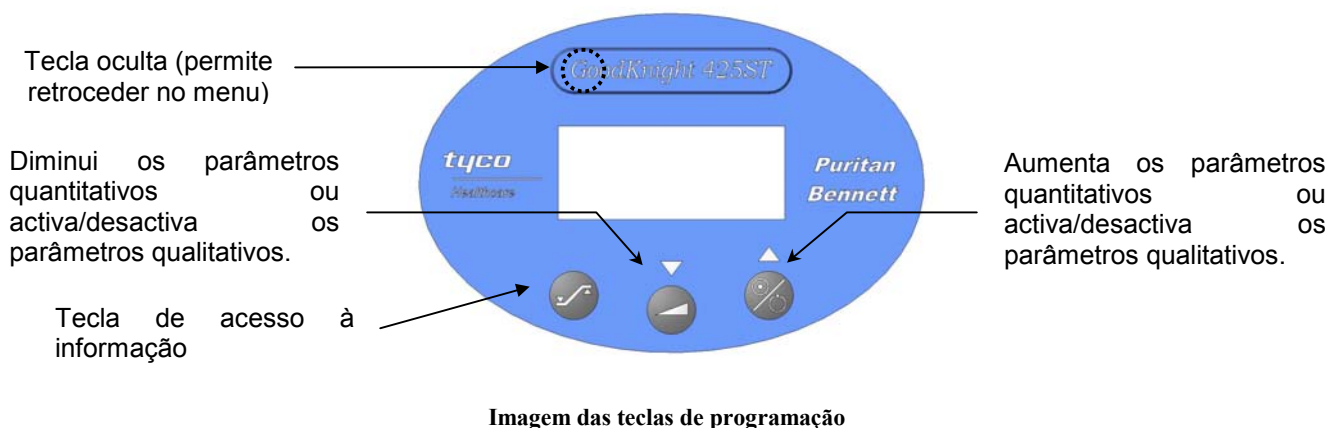 Tecla oculta (permite
retroceder no menu)
GoodKnight 425ST
Diminui os parâmetros
quantitativos ou
activa/desactiva os
parâmetros qualitativos.
tyco
Healthcare
Puritan
Bennett
Aumenta os parâmetros
quantitativos ou
activa/desactiva os
parâmetros qualitativos.
Tecla de acesso à
informação
Imagem das teclas de programação